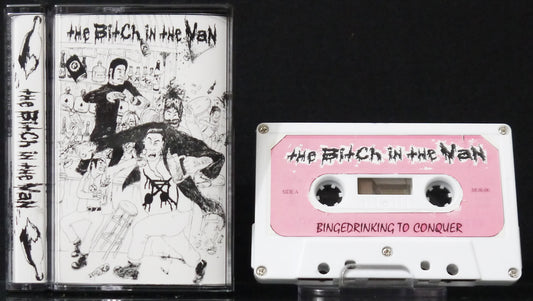 the Bitch in the Van
the Bitch in the Van
the Bitch in the Van
SIDE A
BINGEDRINKING TO CONQUER